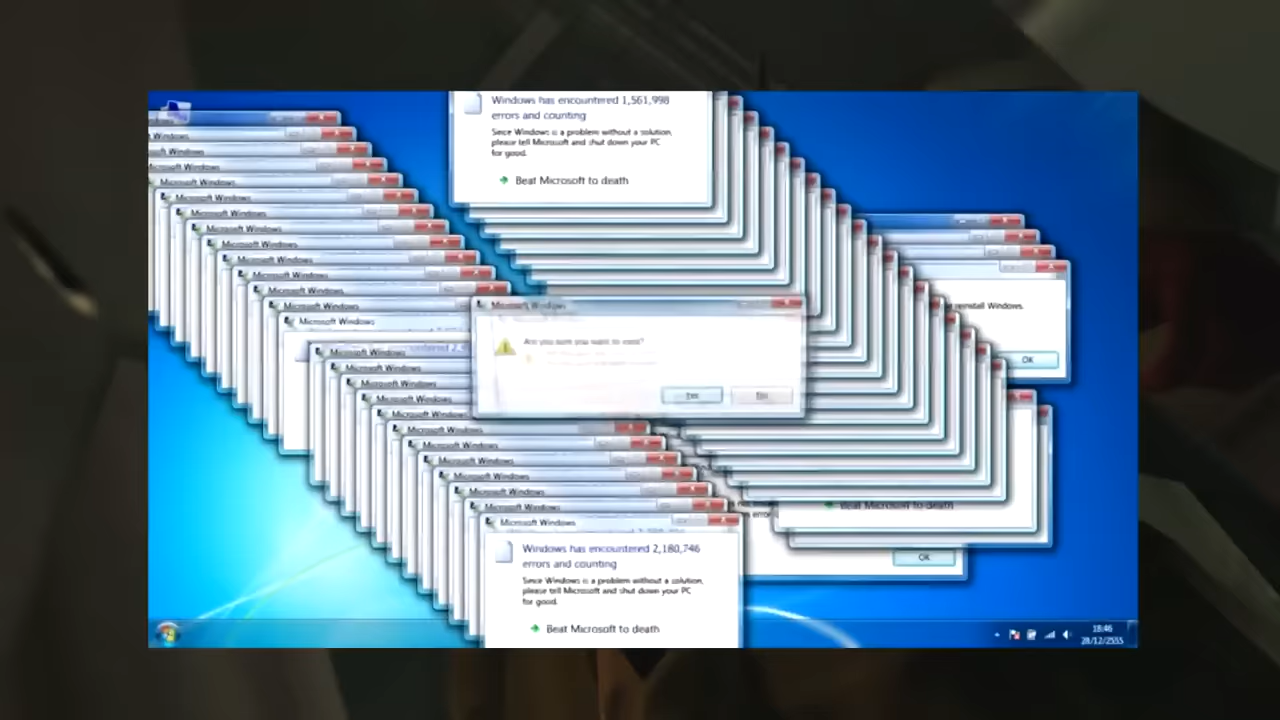 Windows has encountered 1,561,998
errors and counting
Since Windows is a problem without a solution,
please tell Microsoft and shut down your PC
for good.
Beat Microsoft to death
Microsoft Windows
Microsoft Windows
Microsoft Windows
Microsoft Windows
Microsoft Windows
Microsoft Windows
Microsoft Windows
Microsoft Windows
Microsoft Windows
Microsoft Windows
reinstall Windows.
OK
Microsoft Windows
Are you sure you want to exit?
Yes
No
Microsoft Windows
Microsoft Windows
Microsoft Windows
Microsoft Windows
Microsoft Windows
Microsoft Windows
Microsoft Windows
Microsoft Windows
Microsoft Windows
Microsoft Windows
Microsoft Windows
Microsoft Windows
Beat Microsoft to death
OK
Windows has encountered 2,180,746
errors and counting
Since Windows is a problem without a solution,
please tell Microsoft and shut down your PC
for good.
Beat Microsoft to death
18:46
28/12/2555